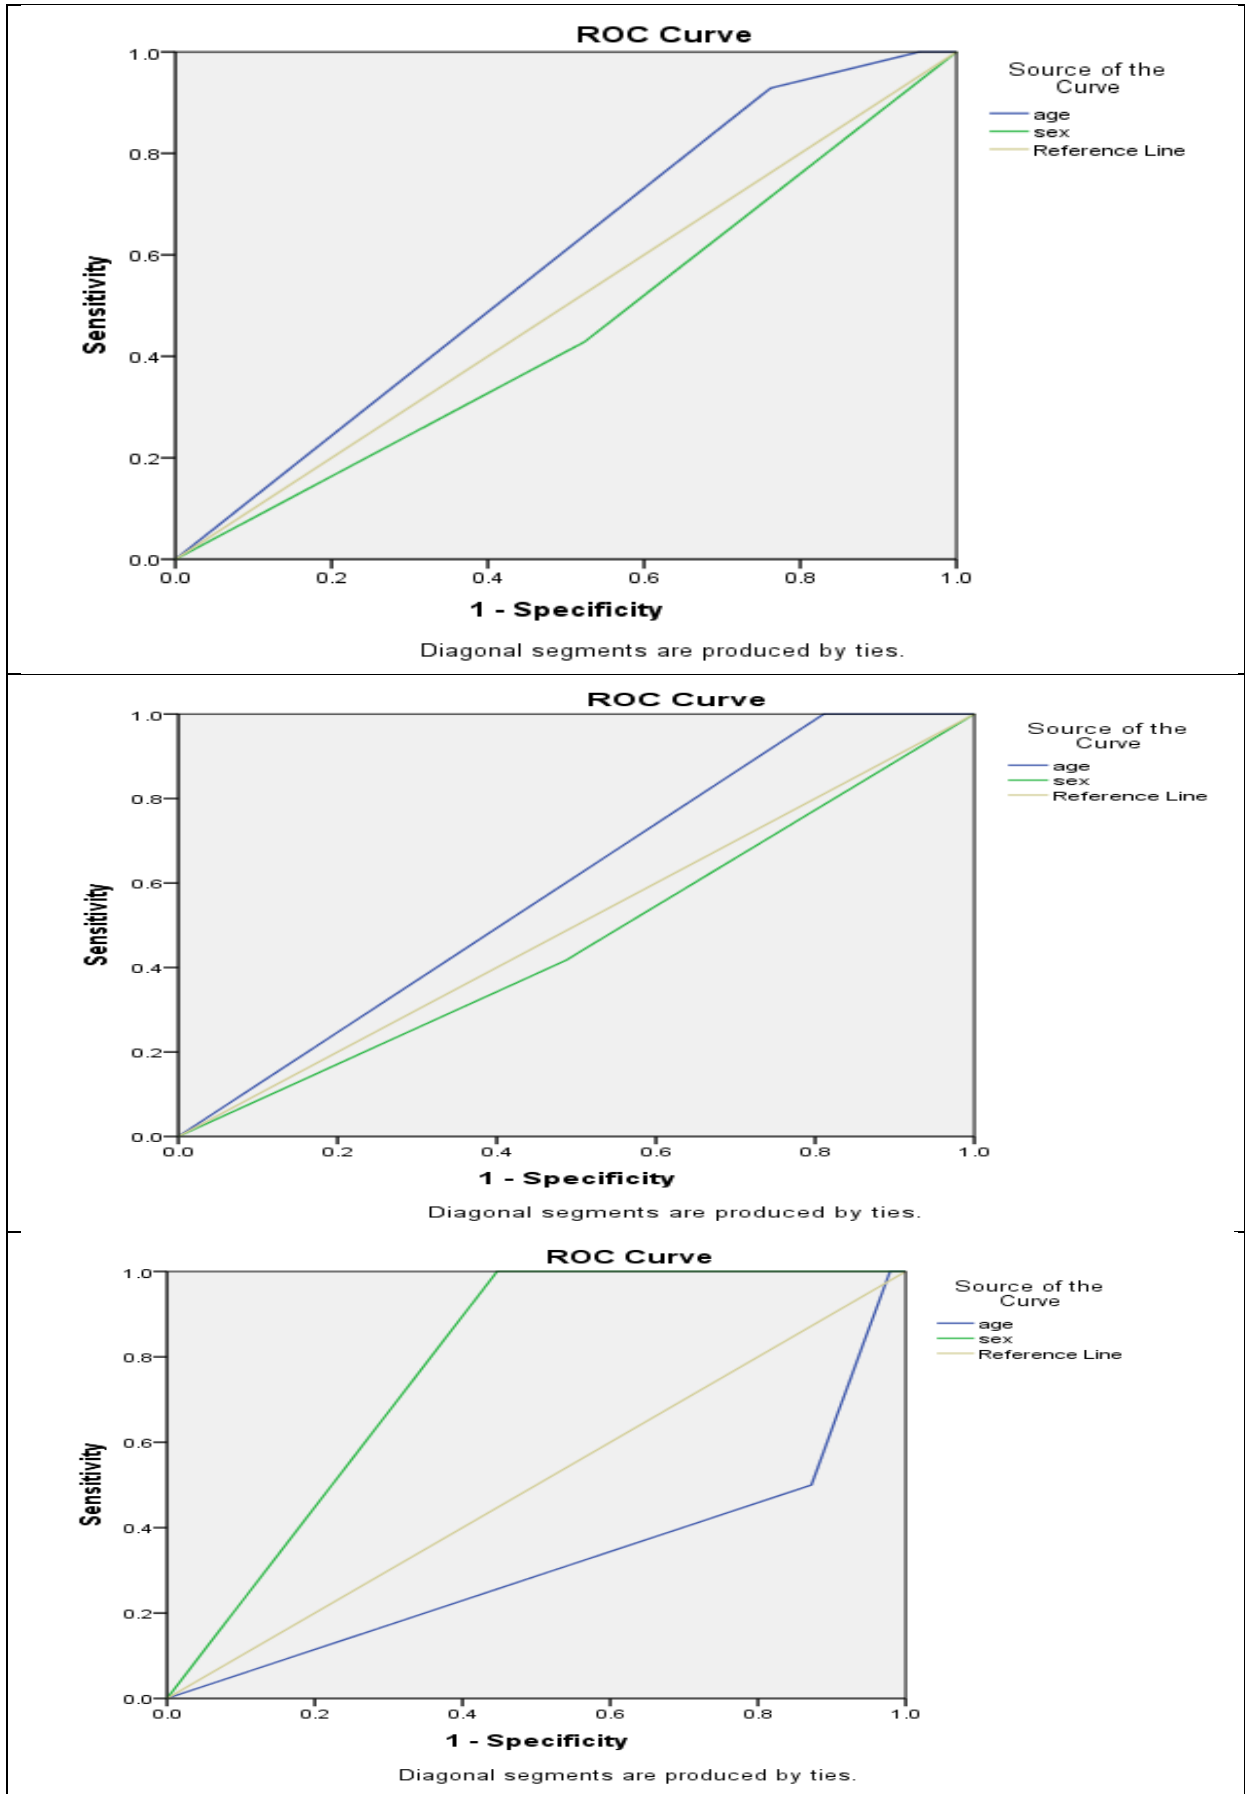 ROC Curve
Source of the
Curve
age
sex
Reference Line
1.0
0.8
0.6
0.4
0.2
0.0
Sensitivity
0.0 0.2 0.4 0.6 0.8 1.0
1 - Specificity
Diagonal segments are produced by ties.
ROC Curve
Source of the
Curve
age
sex
Reference Line
1.0
0.8
0.6
0.4
0.2
0.0
Sensitivity
0.0 0.2 0.4 0.6 0.8 1.0
1 - Specificity
Diagonal segments are produced by ties.
ROC Curve
Source of the
Curve
age
sex
Reference Line
1.0
0.8
0.6
0.4
0.2
0.0
Sensitivity
0.0 0.2 0.4 0.6 0.8 1.0
1 - Specificity
Diagonal segments are produced by ties.